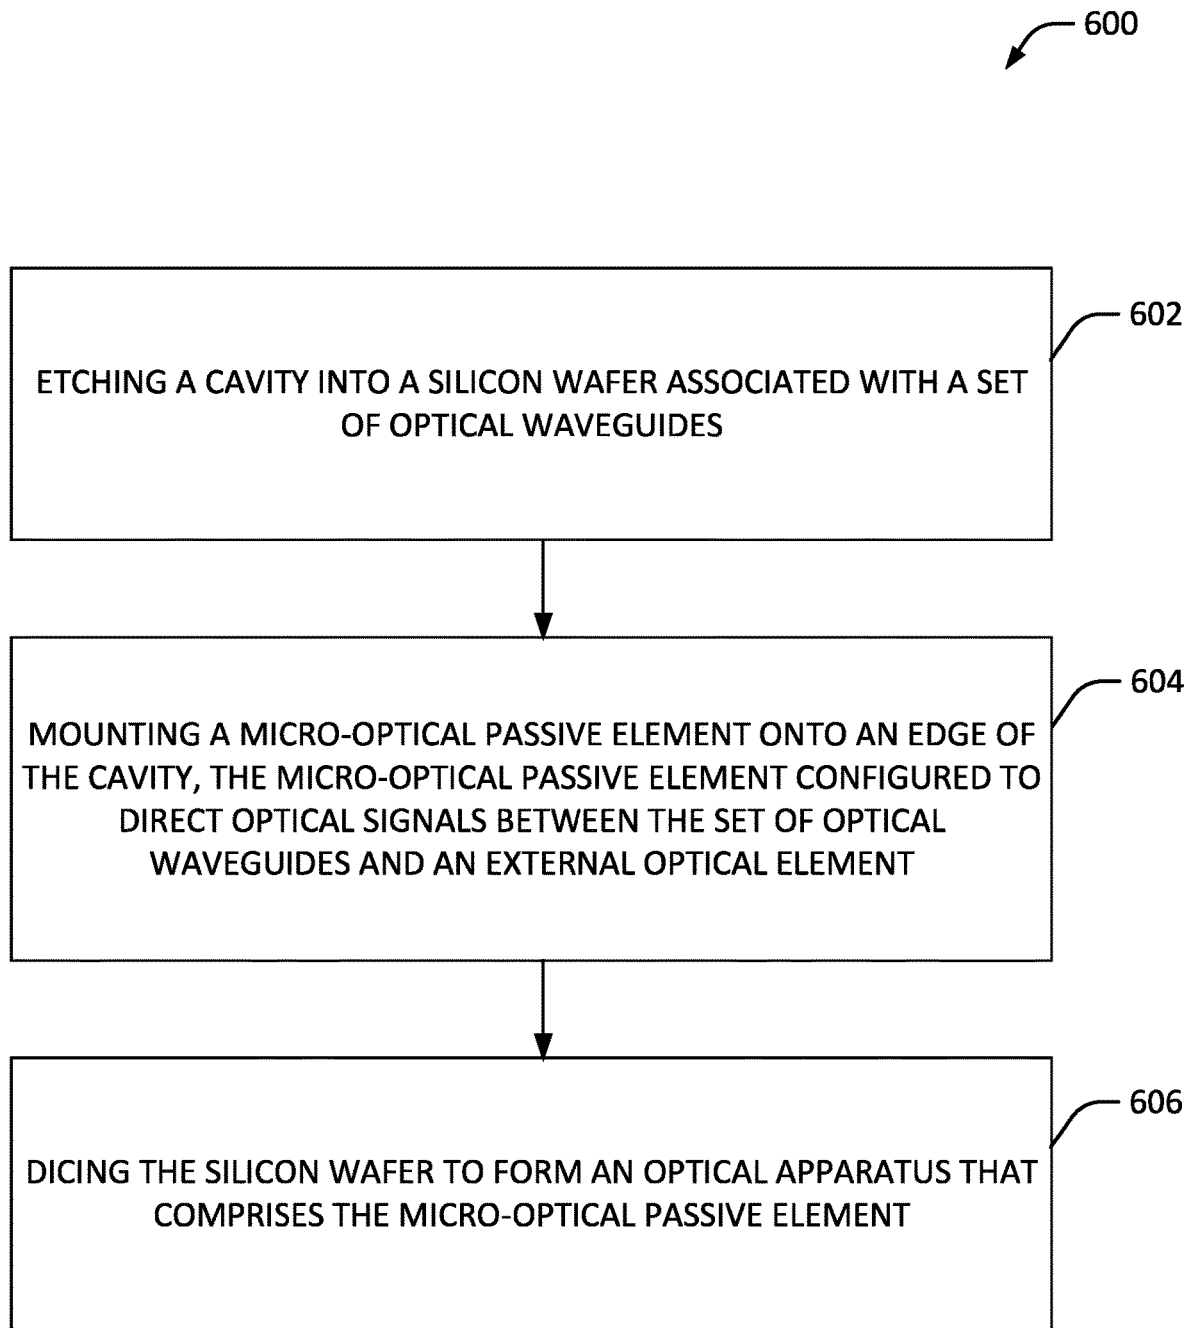 600
602
ETCHING A CAVITY INTO A SILICON WAFER ASSOCIATED WITH A SET
OF OPTICAL WAVEGUIDES
604
MOUNTING A MICRO-OPTICAL PASSIVE ELEMENT ONTO AN EDGE OF
THE CAVITY, THE MICRO-OPTICAL PASSIVE ELEMENT CONFIGURED TO
DIRECT OPTICAL SIGNALS BETWEEN THE SET OF OPTICAL
WAVEGUIDES AND AN EXTERNAL OPTICAL ELEMENT
606
DICING THE SILICON WAFER TO FORM AN OPTICAL APPARATUS THAT
COMPRISES THE MICRO-OPTICAL PASSIVE ELEMENT